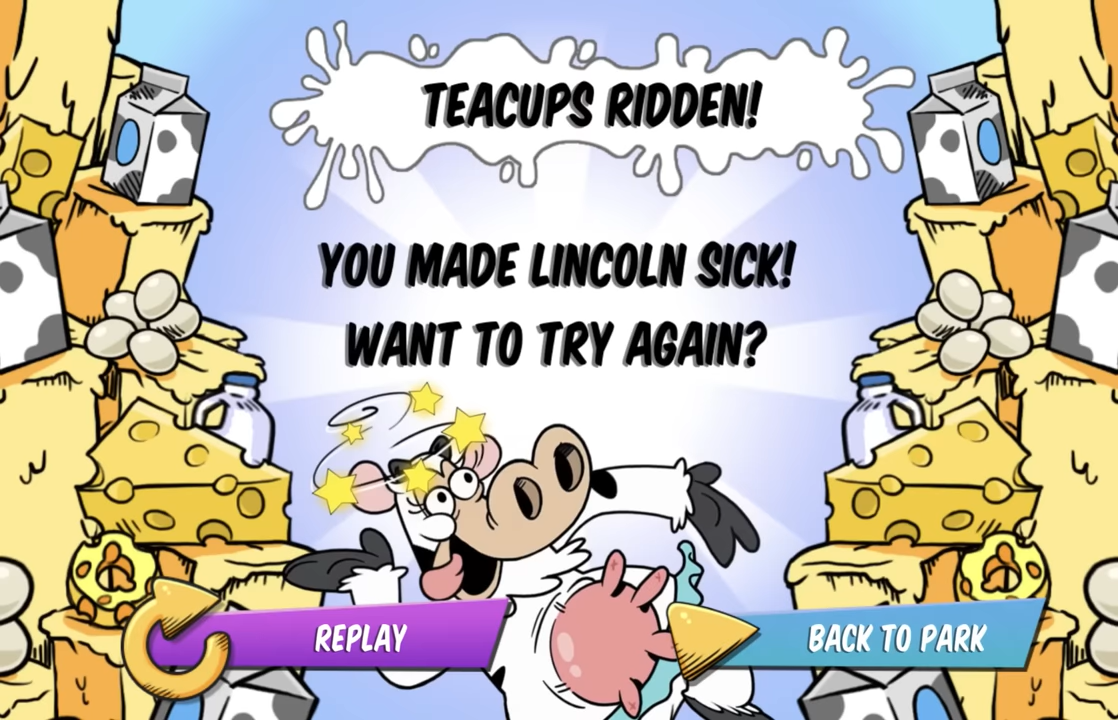 TEACUPS RIDDEN!
YOU MADE LINCOLN SICK!
WANT TO TRY AGAIN?
REPLAY
BACK TO PARK